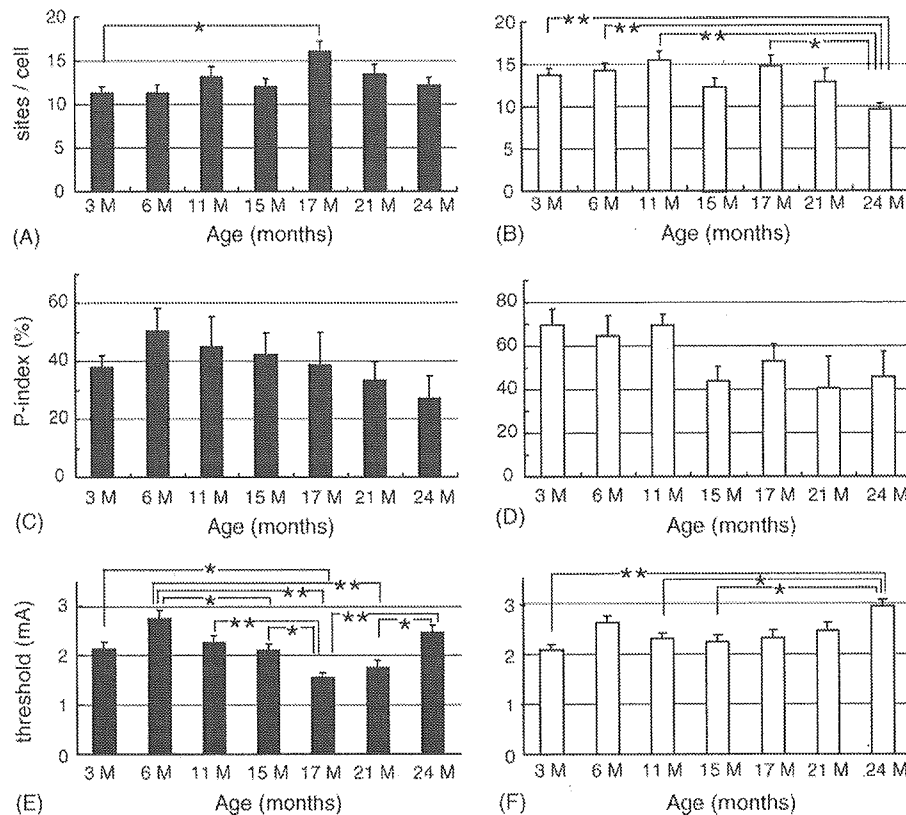 20
15
10
5
0
sites / cell
*
3 M 6 M 11 M 15 M 17 M 21 M 24 M
(A) Age (months)
20
15
10
5
0
**
**
**
*
3 M 6 M 11 M 15 M 17 M 21 M 24 M
(B) Age (months)
60
40
20
0
P-index (%)
3 M 6 M 11 M 15 M 17 M 21 M 24 M
(C) Age (months)
80
60
40
20
0
3 M 6 M 11 M 15 M 17 M 21 M 24 M
(D) Age (months)
3
2
1
0
threshold (mA)
*
**
**
*
**
*
**
*
3 M 6 M 11 M 15 M 17 M 21 M 24 M
(E) Age (months)
3
2
1
0
**
*
*
3 M 6 M 11 M 15 M 17 M 21 M 24 M
(F) Age (months)